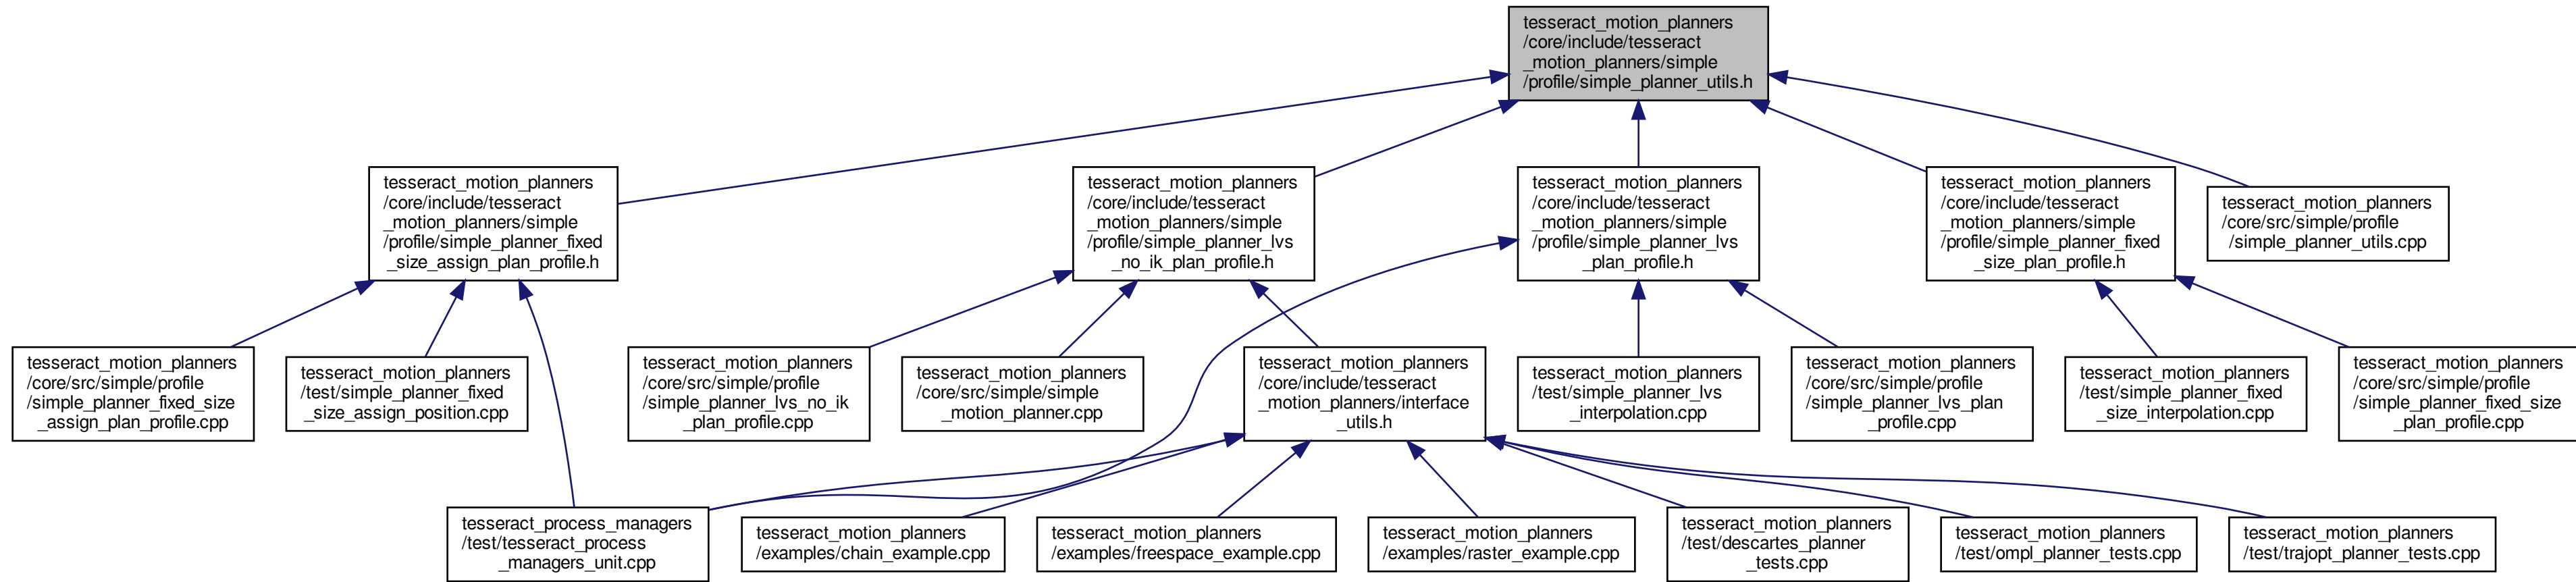 tesseract_motion_planners
/core/include/tesseract
_motion_planners/simple
/profile/simple_planner_utils.h
tesseract_motion_planners
/core/include/tesseract
_motion_planners/simple
/profile/simple_planner_fixed
_size_assign_plan_profile.h
tesseract_motion_planners
/core/include/tesseract
_motion_planners/simple
/profile/simple_planner_lvs
_no_ik_plan_profile.h
tesseract_motion_planners
/core/include/tesseract
_motion_planners/simple
/profile/simple_planner_lvs
_plan_profile.h
tesseract_motion_planners
/core/include/tesseract
_motion_planners/simple
/profile/simple_planner_fixed
_size_plan_profile.h
tesseract_motion_planners
/core/src/simple/profile
/simple_planner_utils.cpp
tesseract_motion_planners
/core/src/simple/profile
/simple_planner_fixed_size
_assign_plan_profile.cpp
tesseract_motion_planners
/test/simple_planner_fixed
_size_assign_position.cpp
tesseract_motion_planners
/core/src/simple/profile
/simple_planner_lvs_no_ik
_plan_profile.cpp
tesseract_motion_planners
/core/src/simple/simple
_motion_planner.cpp
tesseract_motion_planners
/core/include/tesseract
_motion_planners/interface
_utils.h
tesseract_motion_planners
/test/simple_planner_lvs
_interpolation.cpp
tesseract_motion_planners
/core/src/simple/profile
/simple_planner_lvs_plan
_profile.cpp
tesseract_motion_planners
/test/simple_planner_fixed
_size_interpolation.cpp
tesseract_motion_planners
/core/src/simple/profile
/simple_planner_fixed_size
_plan_profile.cpp
tesseract_process_managers
/test/tesseract_process
_managers_unit.cpp
tesseract_motion_planners
/examples/chain_example.cpp
tesseract_motion_planners
/examples/freespace_example.cpp
tesseract_motion_planners
/examples/raster_example.cpp
tesseract_motion_planners
/test/descartes_planner
_tests.cpp
tesseract_motion_planners
/test/ompl_planner_tests.cpp
tesseract_motion_planners
/test/trajopt_planner_tests.cpp